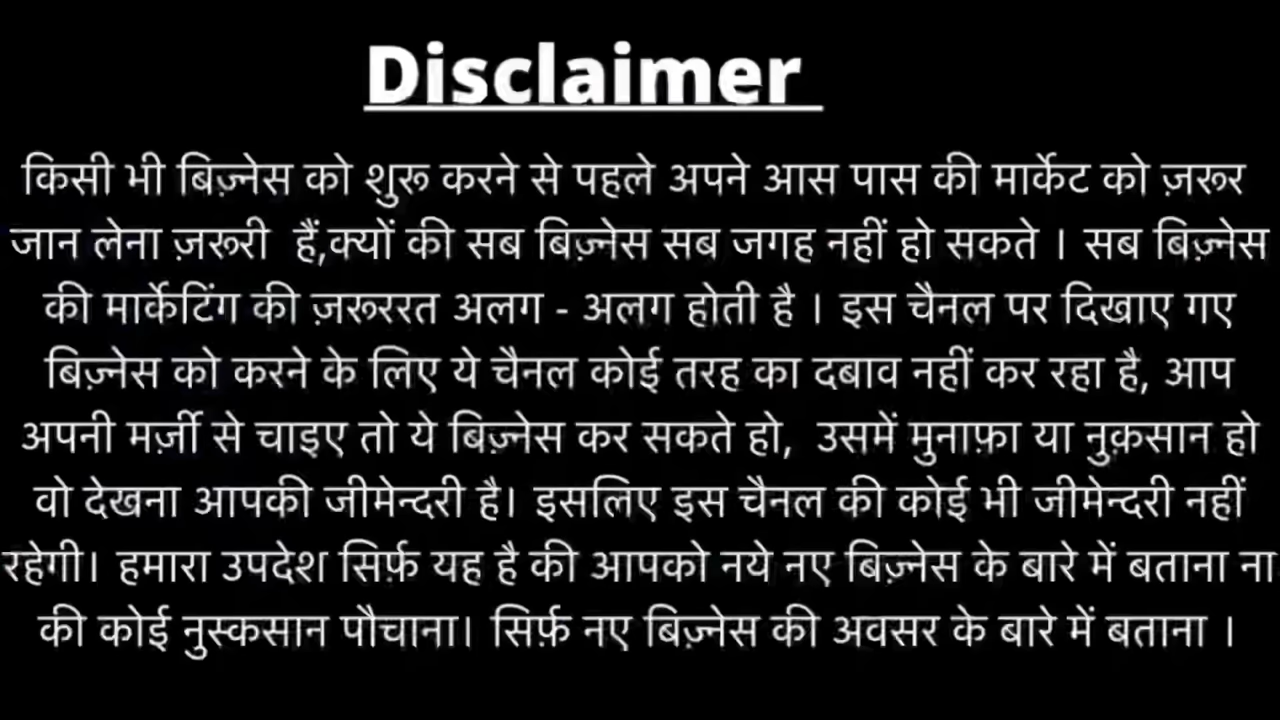 Disclaimer
किसी भी बिज़्नेस को शुरू करने से पहले अपने आस पास की मार्केट को ज़रूर
जान लेना ज़रूरी हैं,क्यों की सब बिज़्नेस सब जगह नहीं हो सकते । सब बिज़्नेस
की मार्केटिंग की ज़रूररत अलग - अलग होती है । इस चैनल पर दिखाए गए
बिज़्नेस को करने के लिए ये चैनल कोई तरह का दबाव नहीं कर रहा है, आप
अपनी मर्ज़ी से चाइए तो ये बिज़्नेस कर सकते हो, उसमें मुनाफ़ा या नुक़सान हो
वो देखना आपकी जीमेन्दरी है। इसलिए इस चैनल की कोई भी जीमेन्दरी नहीं
रहेगी। हमारा उपदेश सिर्फ़ यह है की आपको नये नए बिज़्नेस के बारे में बताना ना
की कोई नुस्कसान पौचाना। सिर्फ़ नए बिज़्नेस की अवसर के बारे में बताना ।